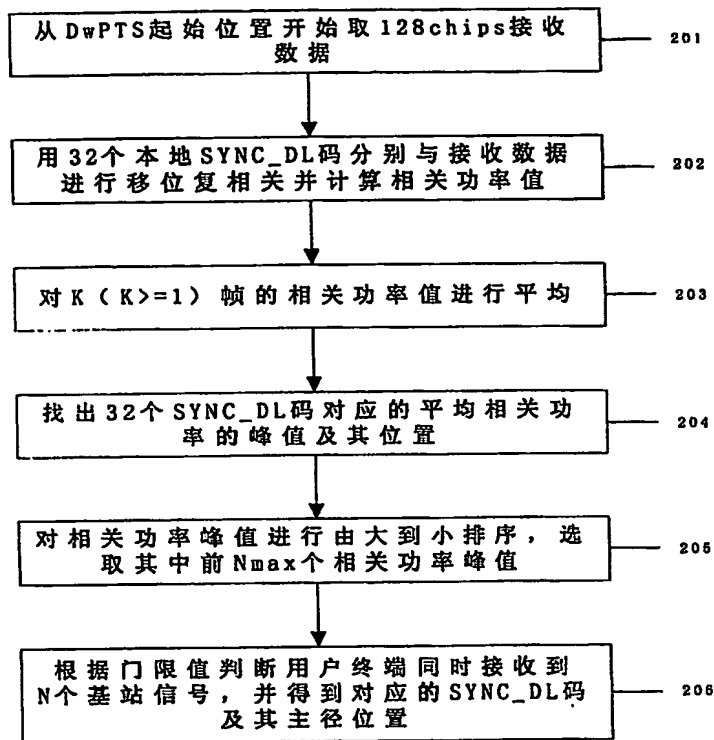 从DwPTS起始位置开始取128chips接收
数据
201
用32个本地SYNC_DL码分别与接收数据
进行移位复相关并计算相关功率值
202
对K(K>=1)帧的相关功率值进行平均
203
找出32个SYNC_DL码对应的平均相关功
率的峰值及其位置
204
对相关功率峰值进行由大到小排序，选
取其中前Nmax个相关功率峰值
205
根据门限值判断用户终端同时接收到
N个基站信号，并得到对应的SYNC_DL码
及其主径位置
206